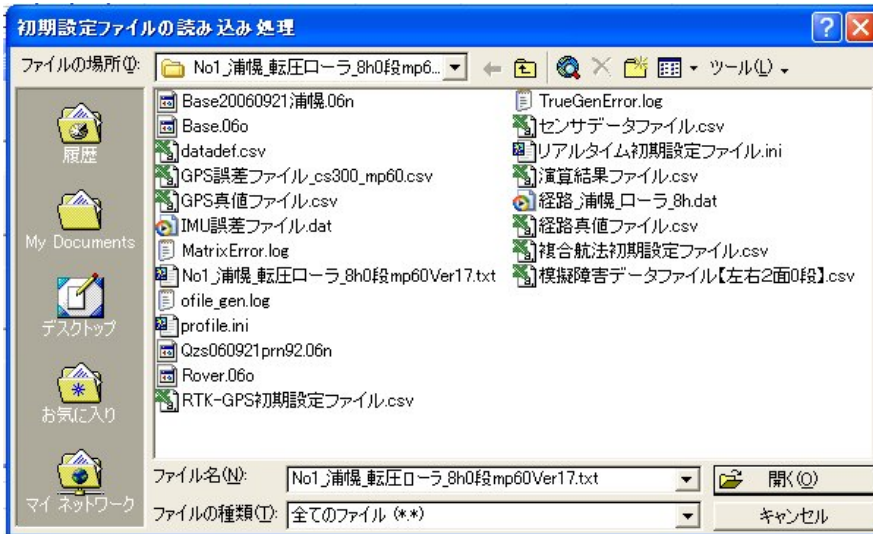 初期設定ファイルの読み込み処理
ファイルの場所(I):
No1_浦幌_転圧ローラ_8h0段mp6...
ツール(L)
履歴
My Documents
デスクトップ
お気に入り
マイ ネットワーク
Base20060921浦幌.06n
Base.06o
datadef.csv
GPS誤差ファイル_cs300_mp60.csv
GPS真値ファイル.csv
IMU誤差ファイル.dat
MatrixError.log
No1_浦幌_転圧ローラ_8h0段mp60Ver17.txt
ofile_gen.log
profile.ini
Qzs060921prn92.06n
Rover.06o
RTK-GPS初期設定ファイル.csv
TrueGenError.log
センサデータファイル.csv
リアルタイム初期設定ファイル.ini
演算結果ファイル.csv
経路_浦幌_ローラ_8h.dat
経路真値ファイル.csv
複合航法初期設定ファイル.csv
模擬障害データファイル【左右2面0段】.csv
ファイル名(N):
No1_浦幌_転圧ローラ_8h0段mp60Ver17.txt
開く(O)
ファイルの種類(T):
全てのファイル (*.*)
キャンセル